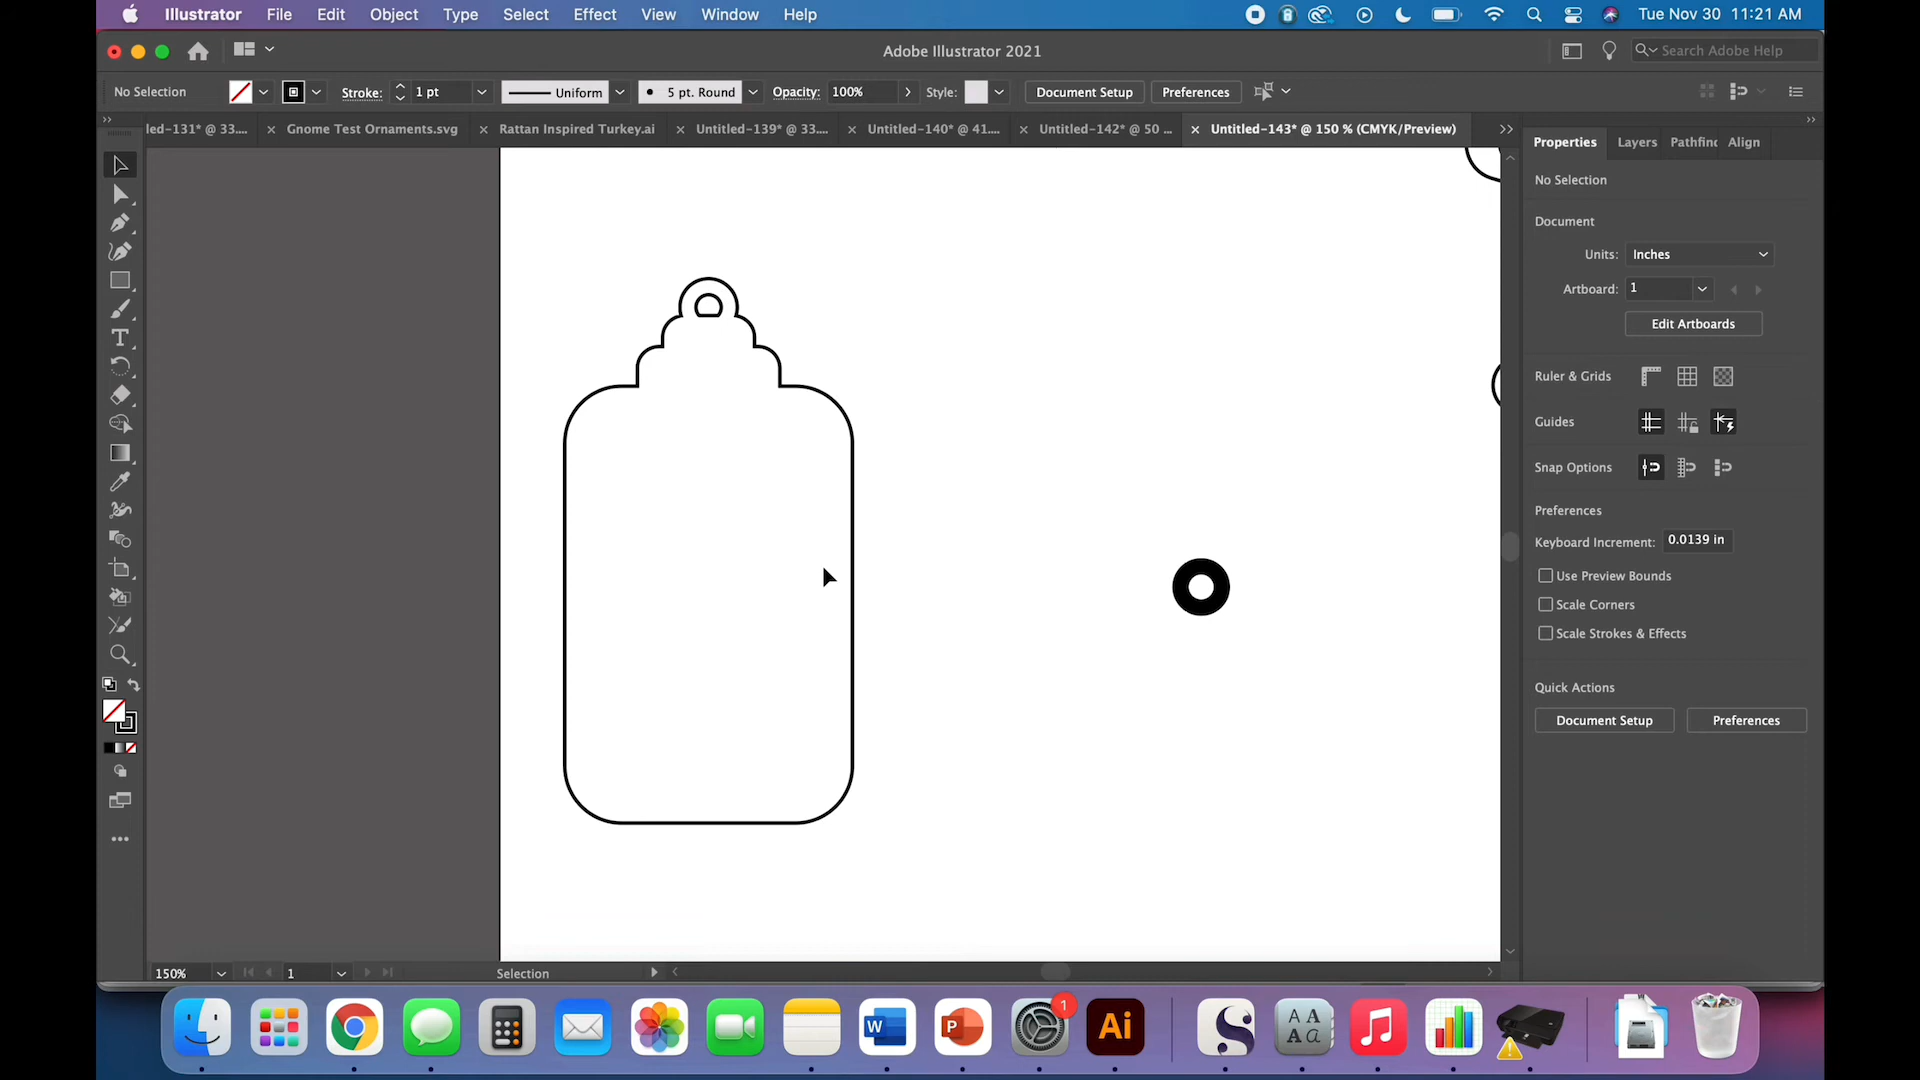 Illustrator File Edit Object Type Select Effect View Window Help Tue Nov 30 11:21 AM
Adobe Illustrator 2021 Search Adobe Help
No Selection Stroke: 1 pt Uniform 5 pt. Round Opacity: 100% Style: Document Setup Preferences
led-131* @ 33.... Gnome Test Ornaments.svg Rattan Inspired Turkey.ai Untitled-139* @ 33.... Untitled-140* @ 41.... Untitled-142* @ 50 ... Untitled-143* @ 150 % (CMYK/Preview)
Properties Layers Pathfinc Align
No Selection
Document
Units: Inches
Artboard: 1
Edit Artboards
Ruler & Grids
Guides
Snap Options
Preferences
Keyboard Increment: 0.0139 in
Use Preview Bounds
Scale Corners
Scale Strokes & Effects
Quick Actions
Document Setup Preferences
150% 1 Selection
1
W P Ai S A A A a